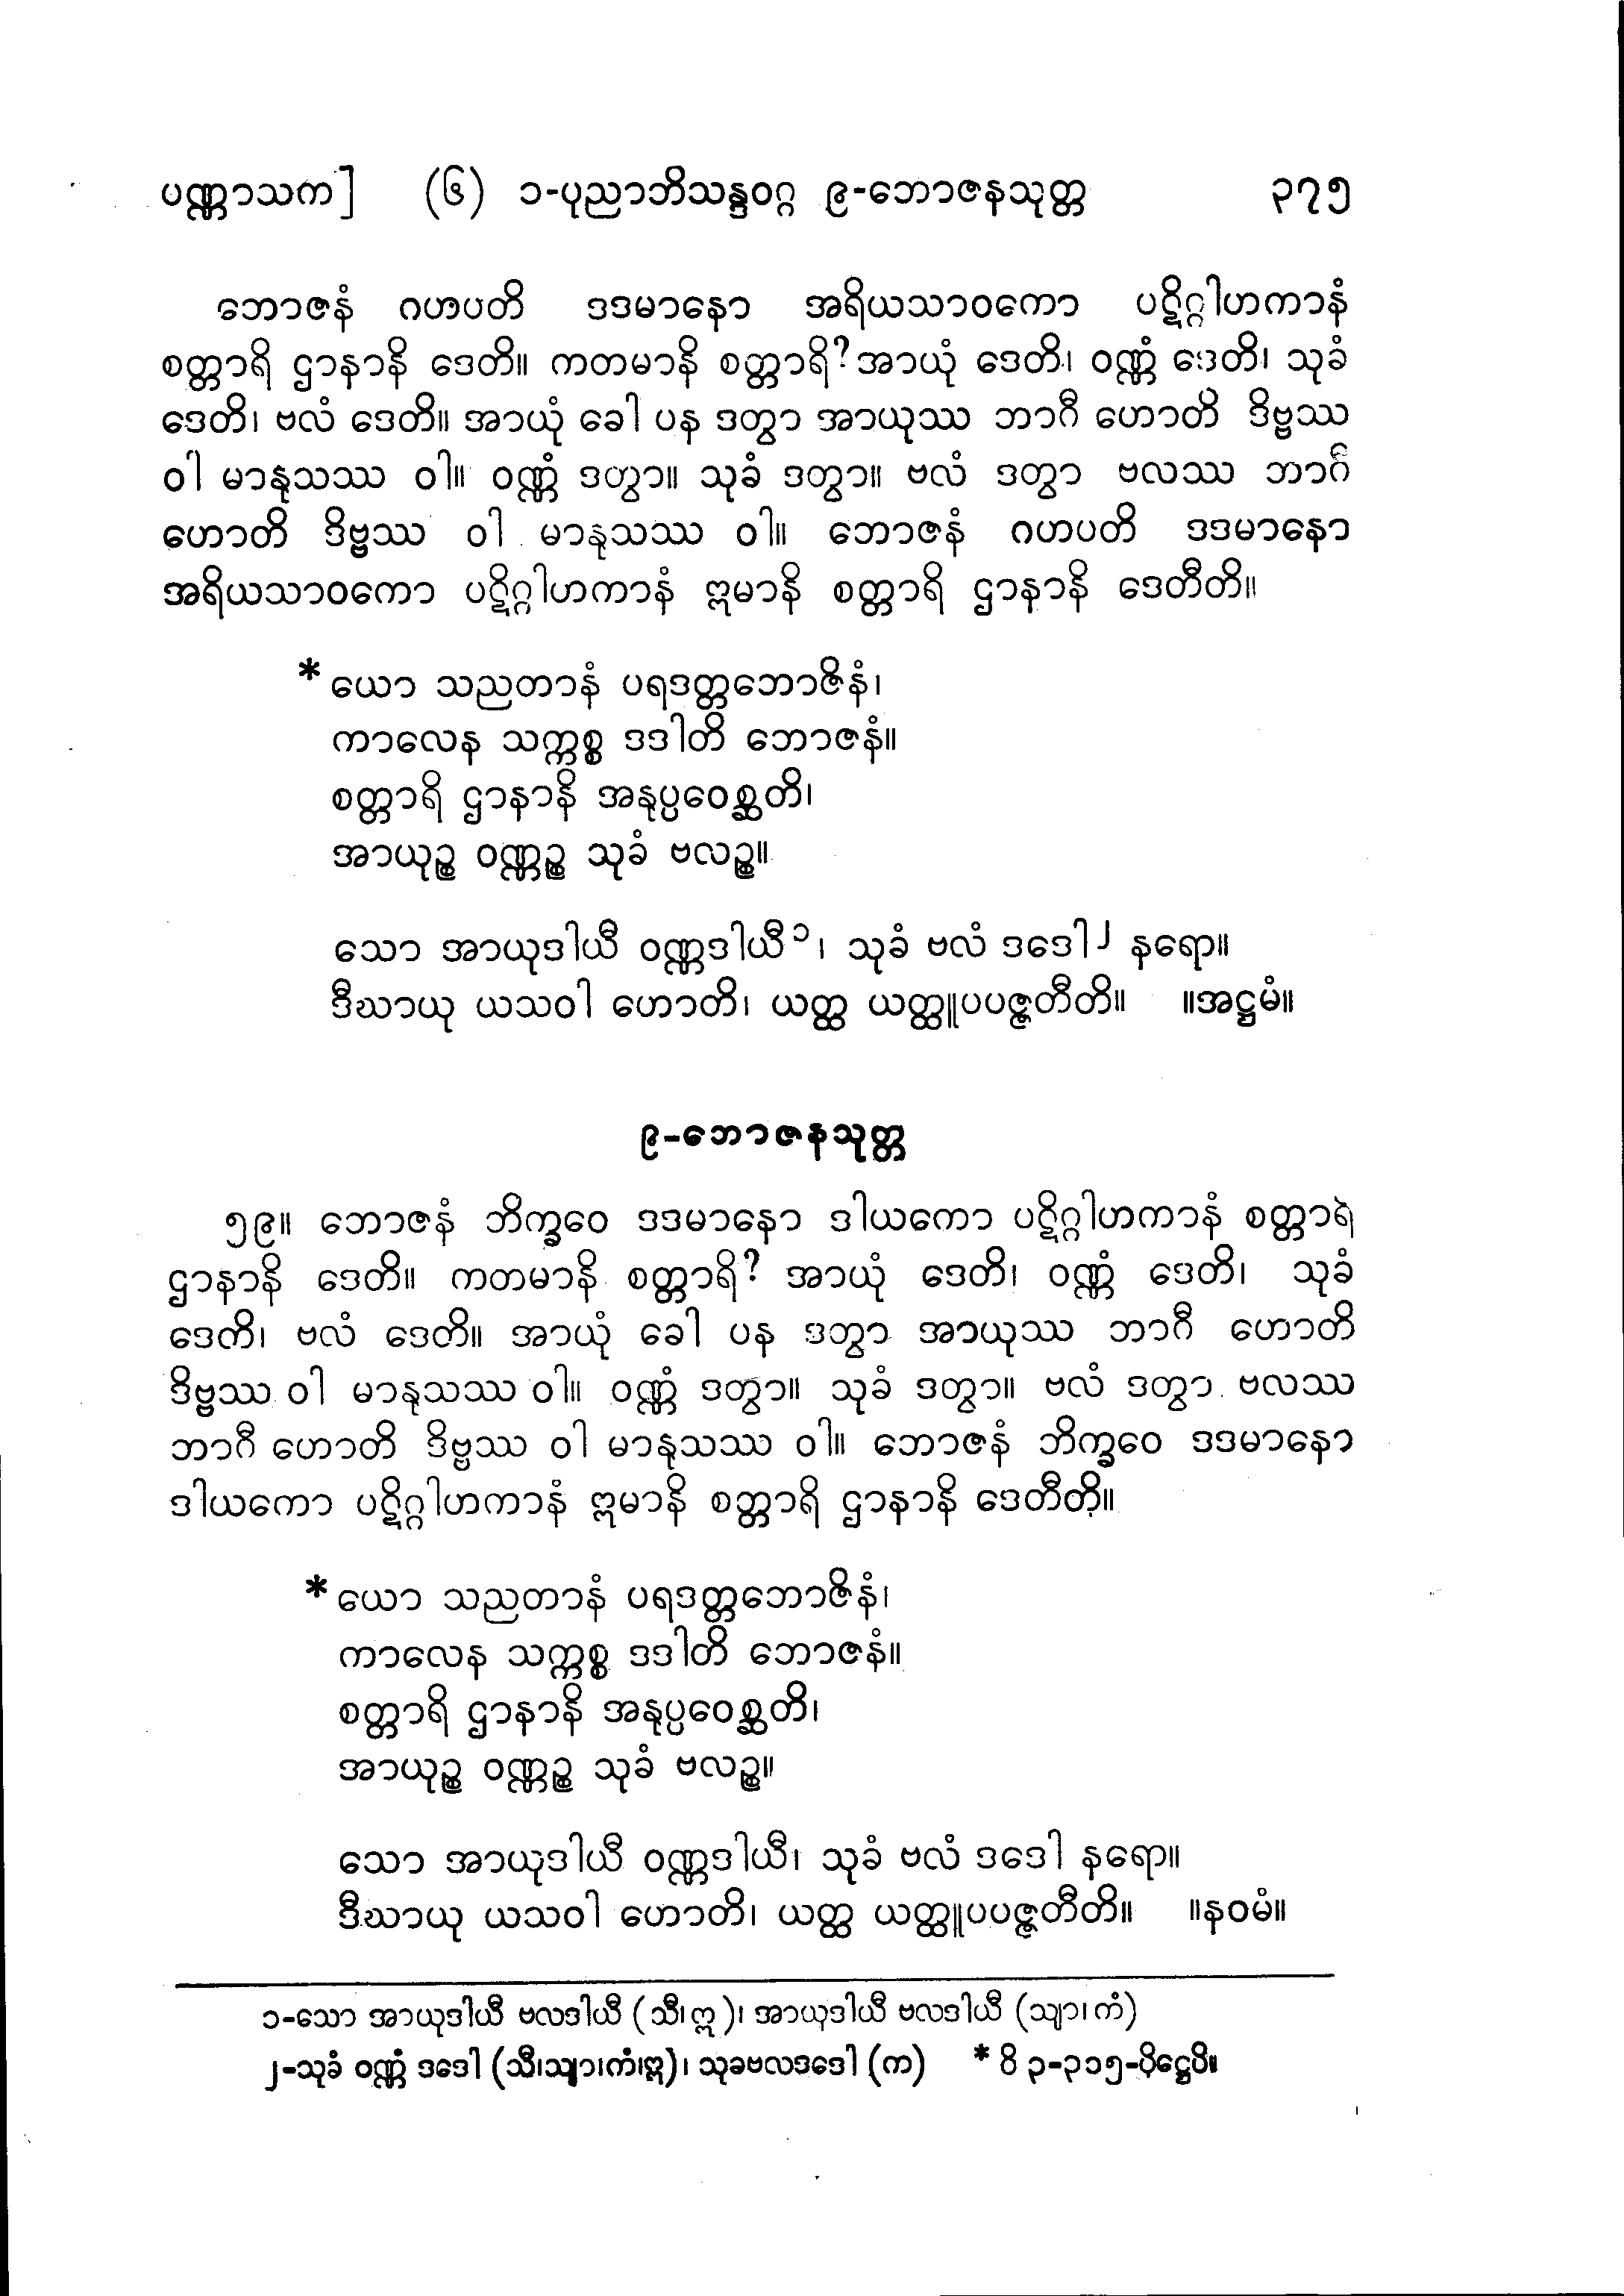 ပဏ္ဏာသက] (၆) ၁-ပုညာဘိသန္ဒဝဂ္ဂ ၉-ဘောဇနသုတ္တ ၃၇၅
ဘောဇနံ ဂဟပတိ ဒဒမာနော အရိယသာဝကော ပဋိဂ္ဂါဟကာနံ
စတ္တာရိ ဌာနာနိ ဒေတိ။ ကတမာနိ စတ္တာရိ? အာယုံ ဒေတိ၊ ဝဏ္ဏံ ဒေတိ၊ သုခံ
ဒေတိ၊ ဗလံ ဒေတိ။ အာယုံ ခေါ ပန ဒတွာ အာယုဿ ဘာဂီ ဟောတိ ဒိဗ္ဗဿ
ဝါ မာနုသဿ ဝါ။ ဝဏ္ဏံ ဒတွာ။ သုခံ ဒတွာ။ ဗလံ ဒတွာ ဗလဿ ဘာဂီ
ဟောတိ ဒိဗ္ဗဿ ဝါ မာနုသဿ ဝါ။ ဘောဇနံ ဂဟပတိ ဒဒမာနော
အရိယသာဝကော ပဋိဂ္ဂါဟကာနံ ဣမာနိ စတ္တာရိ ဌာနာနိ ဒေတီတိ။
* ယော သညတာနံ ပရဒတ္တဘောဇိနံ၊
ကာလေန သက္ကစ္စ ဒဒါတိ ဘောဇနံ။
စတ္တာရိ ဌာနာနိ အနုပ္ပဝေစ္ဆတိ၊
အာယုဉ္စ ဝဏ္ဏဉ္စ သုခံ ဗလဉ္စ။
သော အာယုဒါယီ ဝဏ္ဏဒါယီ၁၊ သုခံ ဗလံ ဒဒေါ၂ နရော။
ဒီဃာယု ယသဝါ ဟောတိ၊ ယတ္ထ ယတ္ထူပပဇ္ဇတီတိ။ ။အဋ္ဌမံ။
၉-ဘောဇနသုတ္တ
၅၉။ ဘောဇနံ ဘိက္ခဝေ ဒဒမာနော ဒါယကော ပဋိဂ္ဂါဟကာနံ စတ္တာရိ
ဌာနာနိ ဒေတိ။ ကတမာနိ စတ္တာရိ? အာယုံ ဒေတိ၊ ဝဏ္ဏံ ဒေတိ၊ သုခံ
ဒေတိ၊ ဗလံ ဒေတိ။ အာယုံ ခေါ ပန ဒတွာ အာယုဿ ဘာဂီ ဟောတိ
ဒိဗ္ဗဿ ဝါ မာနုသဿ ဝါ။ ဝဏ္ဏံ ဒတွာ။ သုခံ ဒတွာ။ ဗလံ ဒတွာ ဗလဿ
ဘာဂီ ဟောတိ ဒိဗ္ဗဿ ဝါ မာနုသဿ ဝါ။ ဘောဇနံ ဘိက္ခဝေ ဒဒမာနော
ဒါယကော ပဋိဂ္ဂါဟကာနံ ဣမာနိ စတ္တာရိ ဌာနာနိ ဒေတီတိ။
* ယော သညတာနံ ပရဒတ္တဘောဇိနံ၊
ကာလေန သက္ကစ္စ ဒဒါတိ ဘောဇနံ။
စတ္တာရိ ဌာနာနိ အနုပ္ပဝေစ္ဆတိ၊
အာယုဉ္စ ဝဏ္ဏဉ္စ သုခံ ဗလဉ္စ။
သော အာယုဒါယီ ဝဏ္ဏဒါယီ၊ သုခံ ဗလံ ဒဒေါ နရော။
ဒီဃာယု ယသဝါ ဟောတိ၊ ယတ္ထ ယတ္ထူပပဇ္ဇတီတိ။ ။နဝမံ။
၁-သော အာယုဒါယီ ဗလဒါယီ (သီ၊ဣ)၊ အာယုဒါယီ ဗလဒါယီ (သျာ၊ကံ)
၂-သုခံ ဝဏ္ဏံ ဒဒေါ (သီ၊သျာ၊ကံ၊ဣ)၊ သုခဗလဒဒေါ (က) * ဝိ ၃-၃၁၅-ပိဋ္ဌေပိ။